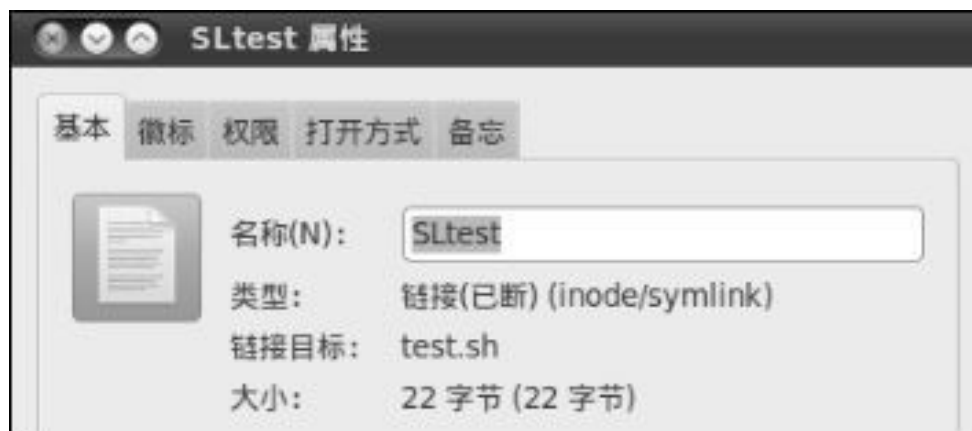 SLtest 属性
基本 徽标 权限 打开方式 备忘
名称(N): SLtest
类型: 链接(已断) (inode/symlink)
链接目标: test.sh
大小: 22 字节 (22 字节)